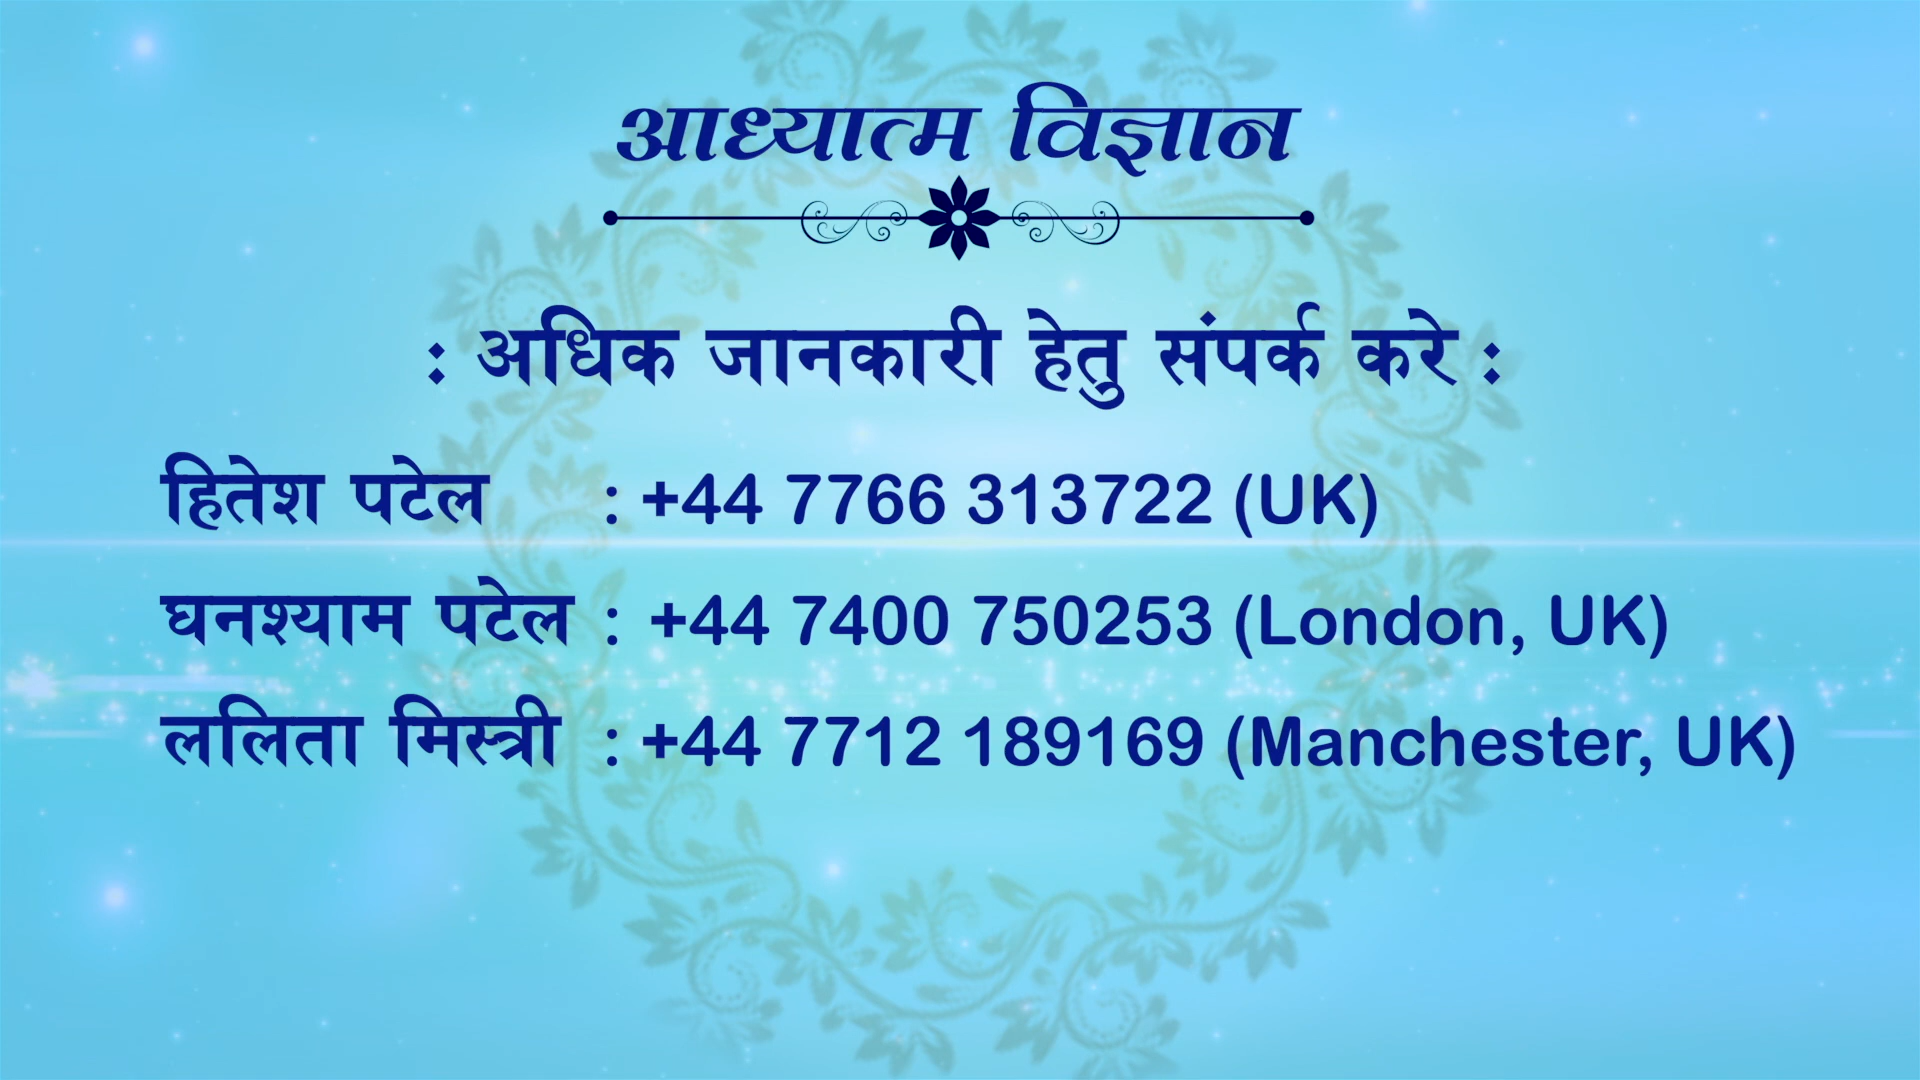 आध्यात्म विज्ञान
: अधिक जानकारी हेतु संपर्क करे :
हितेश पटेल : +44 7766 313722 (UK)
घनश्याम पटेल : +44 7400 750253 (London, UK)
ललिता मिस्त्री : +44 7712 189169 (Manchester, UK)